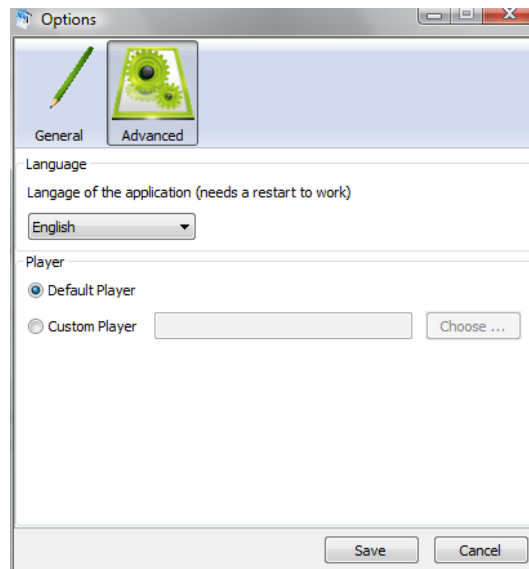 Options
General Advanced
Language
Langage of the application (needs a restart to work)
English
Player
Default Player
Custom Player Choose ...
Save Cancel